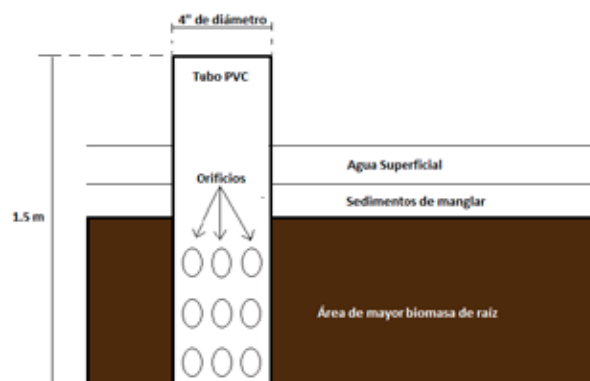 4" de diámetro
Tubo PVC
Agua Superficial
Orificios
Sedimentos de manglar
1.5 m
Área de mayor biomasa de raíz